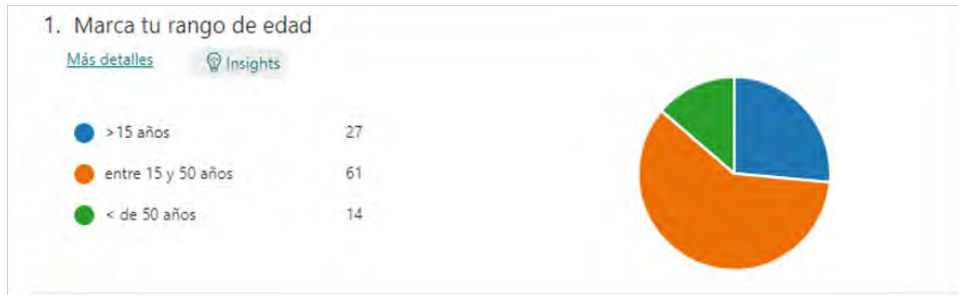 1. Marca tu rango de edad
Más detalles Insights
>15 años 27
entre 15 y 50 años 61
< de 50 años 14